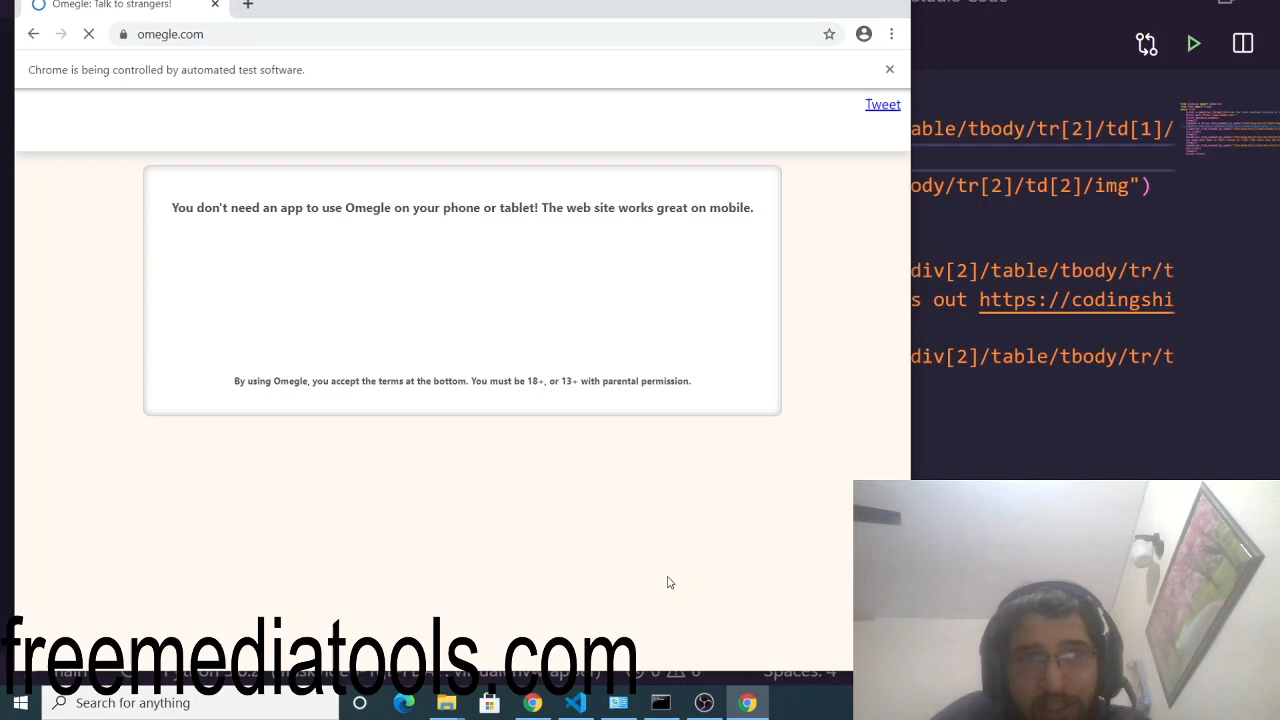 Omegle: Talk to strangers!
omegle.com
Chrome is being controlled by automated test software.
Tweet
You don't need an app to use Omegle on your phone or tablet! The web site works great on mobile.
By using Omegle, you accept the terms at the bottom. You must be 18+, or 13+ with parental permission.
able/tbody/tr[2]/td[1]/
ody/tr[2]/td[2]/img")
div[2]/table/tbody/tr/t
s out https://codingshi
div[2]/table/tbody/tr/t
freemediatools.com
Spaces: 4
Search for anything